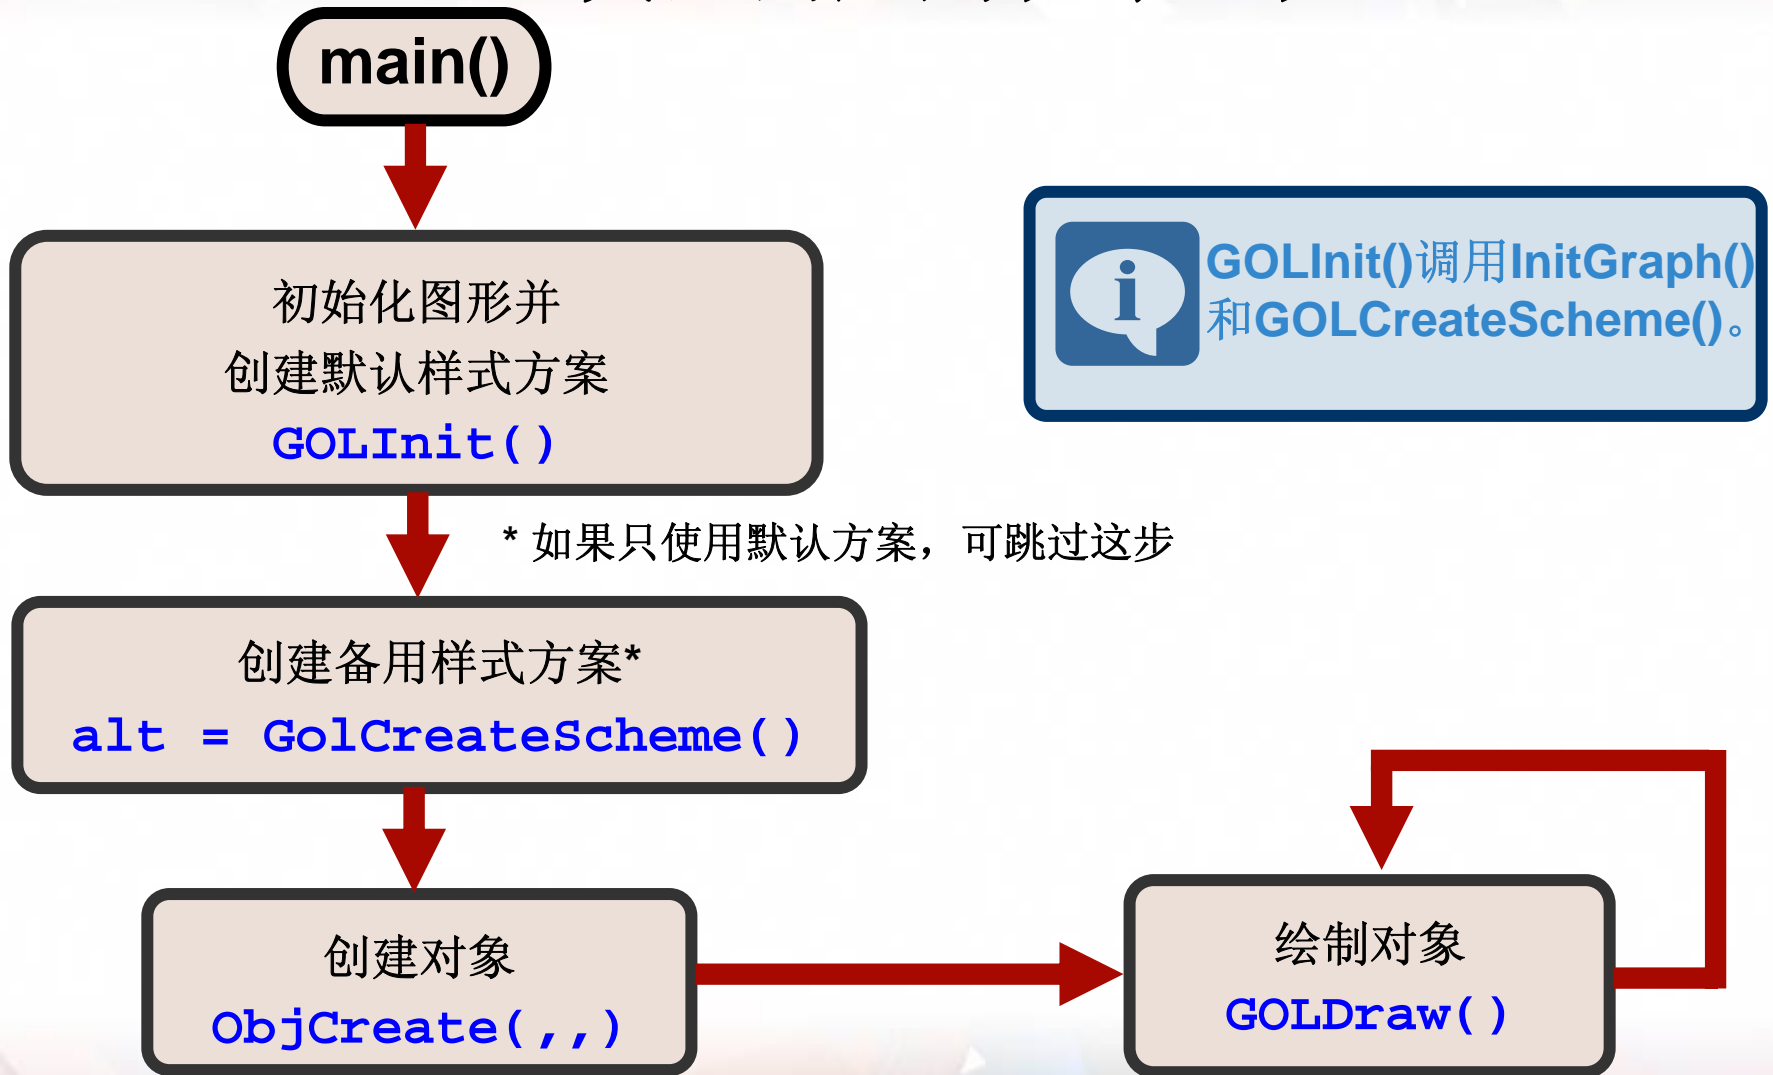 main()
初始化图形并
创建默认样式方案
GOLInit()
GOLInit()调用InitGraph()
和GOLCreateScheme()。
* 如果只使用默认方案，可跳过这步
创建备用样式方案*
alt = GolCreateScheme()
创建对象
ObjCreate(,,)
绘制对象
GOLDraw()